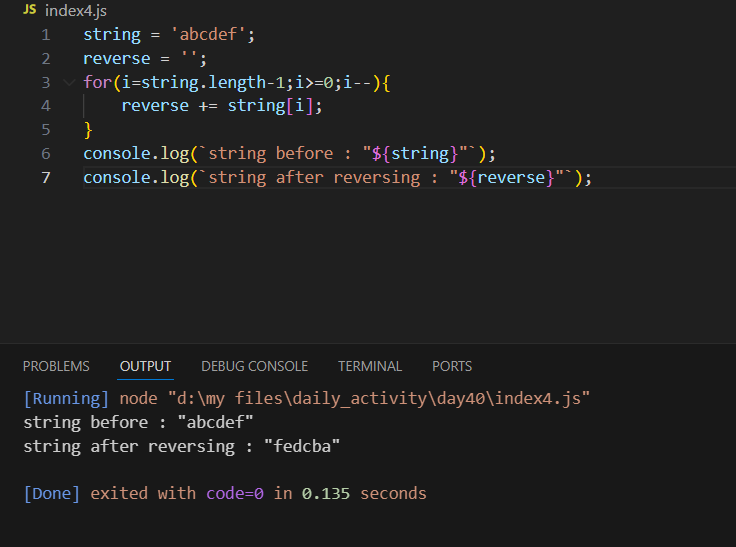 JS index4.js
1 string = 'abcdef';
2 reverse = '';
3 for(i=string.length-1;i>=0;i--){
4 reverse += string[i];
5 }
6 console.log(`string before : "${string}"`);
7 console.log(`string after reversing : "${reverse}"`);
PROBLEMS OUTPUT DEBUG CONSOLE TERMINAL PORTS
[Running] node "d:\my files\daily_activity\day40\index4.js"
string before : "abcdef"
string after reversing : "fedcba"
[Done] exited with code=0 in 0.135 seconds